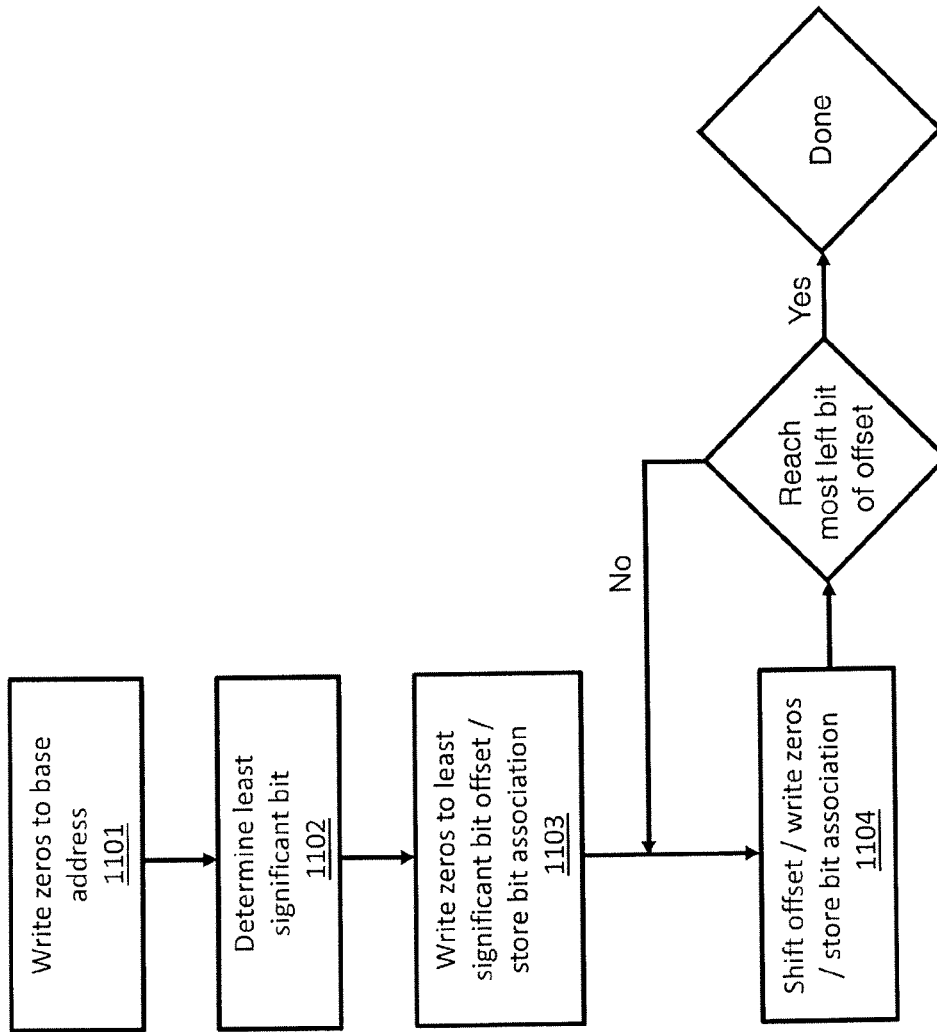 Write zeros to base
address
1101
Determine least
significant bit
1102
Write zeros to least
significant bit offset /
store bit association
1103
No
Shift offset / write zeros
/ store bit association
1104
Reach
most left bit
of offset
Yes
Done